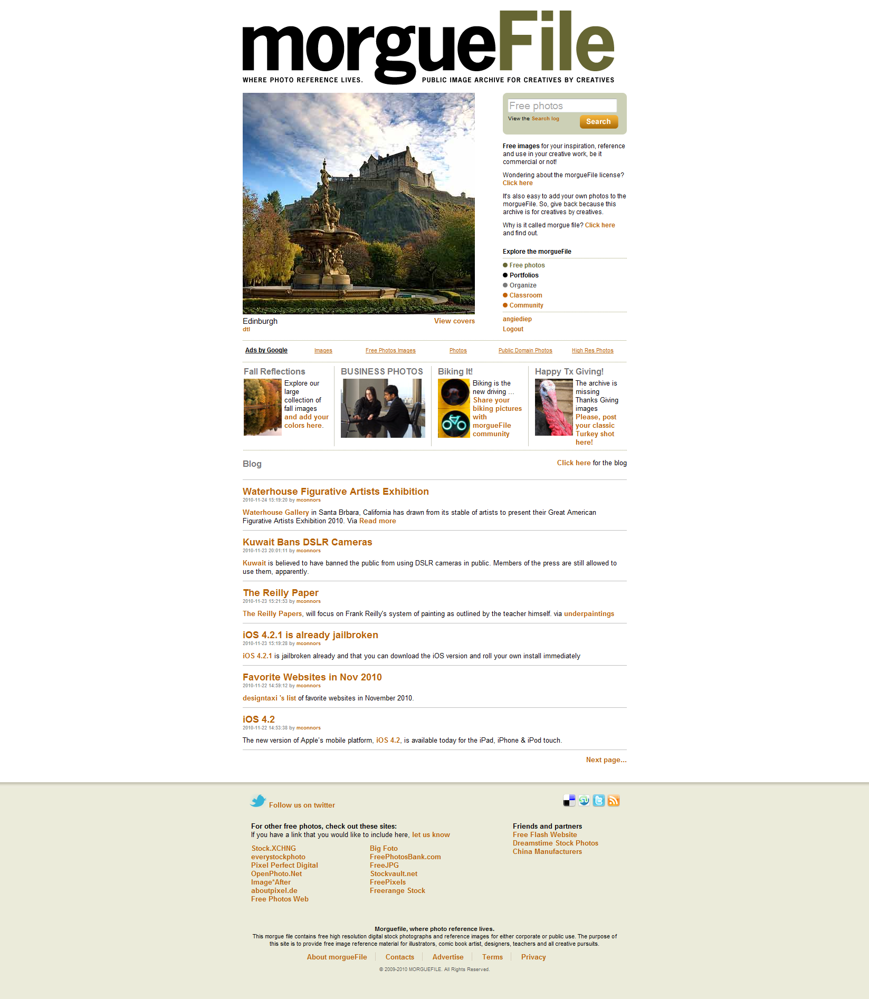 morgueFile
WHERE PHOTO REFERENCE LIVES.
PUBLIC IMAGE ARCHIVE FOR CREATIVES BY CREATIVES
Free photos
View the Search log
Search
Free images for your inspiration, reference
and use in your creative work, be it
commercial or not!
Wondering about the morgueFile license?
Click here
It's also easy to add your own photos to the
morgueFile. So, give back because this
archive is for creatives by creatives.
Why is it called morgue file? Click here
and find out.
Explore the morgueFile
Free photos
Portfolios
Organize
Classroom
Community
angiediep
Logout
Edinburgh
View covers
dtl
Ads by Google
Images
Free Photos Images
Photos
Public Domain Photos
High Res Photos
Fall Reflections
Explore our
large
collection of
fall images
and add your
colors here.
BUSINESS PHOTOS
Biking It!
Biking is the
new driving ...
Share your
biking pictures
with
morgueFile
community
Happy Tx Giving!
The archive is
missing
Thanks Giving
images
Please, post
your classic
Turkey shot
here!
Blog
Click here for the blog
Waterhouse Figurative Artists Exhibition
2010-11-24 15:19:20 by mconnors
Waterhouse Gallery in Santa Brbara, California has drawn from its stable of artists to present their Great American
Figurative Artists Exhibition 2010. Via Read more
Kuwait Bans DSLR Cameras
2010-11-23 20:01:11 by mconnors
Kuwait is believed to have banned the public from using DSLR cameras in public. Members of the press are still allowed to
use them, apparently.
The Reilly Paper
2010-11-23 15:21:53 by mconnors
The Reilly Papers, will focus on Frank Reilly's system of painting as outlined by the teacher himself. via underpaintings
iOS 4.2.1 is already jailbroken
2010-11-23 15:19:28 by mconnors
iOS 4.2.1 is jailbroken already and that you can download the iOS version and roll your own install immediately
Favorite Websites in Nov 2010
2010-11-22 14:59:12 by mconnors
designtaxi 's list of favorite websites in November 2010.
iOS 4.2
2010-11-22 14:53:38 by mconnors
The new version of Apple's mobile platform, iOS 4.2, is available today for the iPad, iPhone & iPod touch.
Next page...
Follow us on twitter
For other free photos, check out these sites:
If you have a link that you would like to include here, let us know
Stock.XCHNG
everystockphoto
Pixel Perfect Digital
OpenPhoto.Net
Image*After
aboutpixel.de
Free Photos Web
Big Foto
FreePhotosBank.com
FreeJPG
Stockvault.net
FreePixels
Freerange Stock
Friends and partners
Free Flash Website
Dreamstime Stock Photos
China Manufacturers
Morguefile, where photo reference lives.
This morgue file contains free high resolution digital stock photographs and reference images for either corporate or public use. The purpose of
this site is to provide free image reference material for illustrators, comic book artist, designers, teachers and all creative pursuits.
About morgueFile
Contacts
Advertise
Terms
Privacy
© 2009-2010 MORGUEFILE. All Rights Reserved.